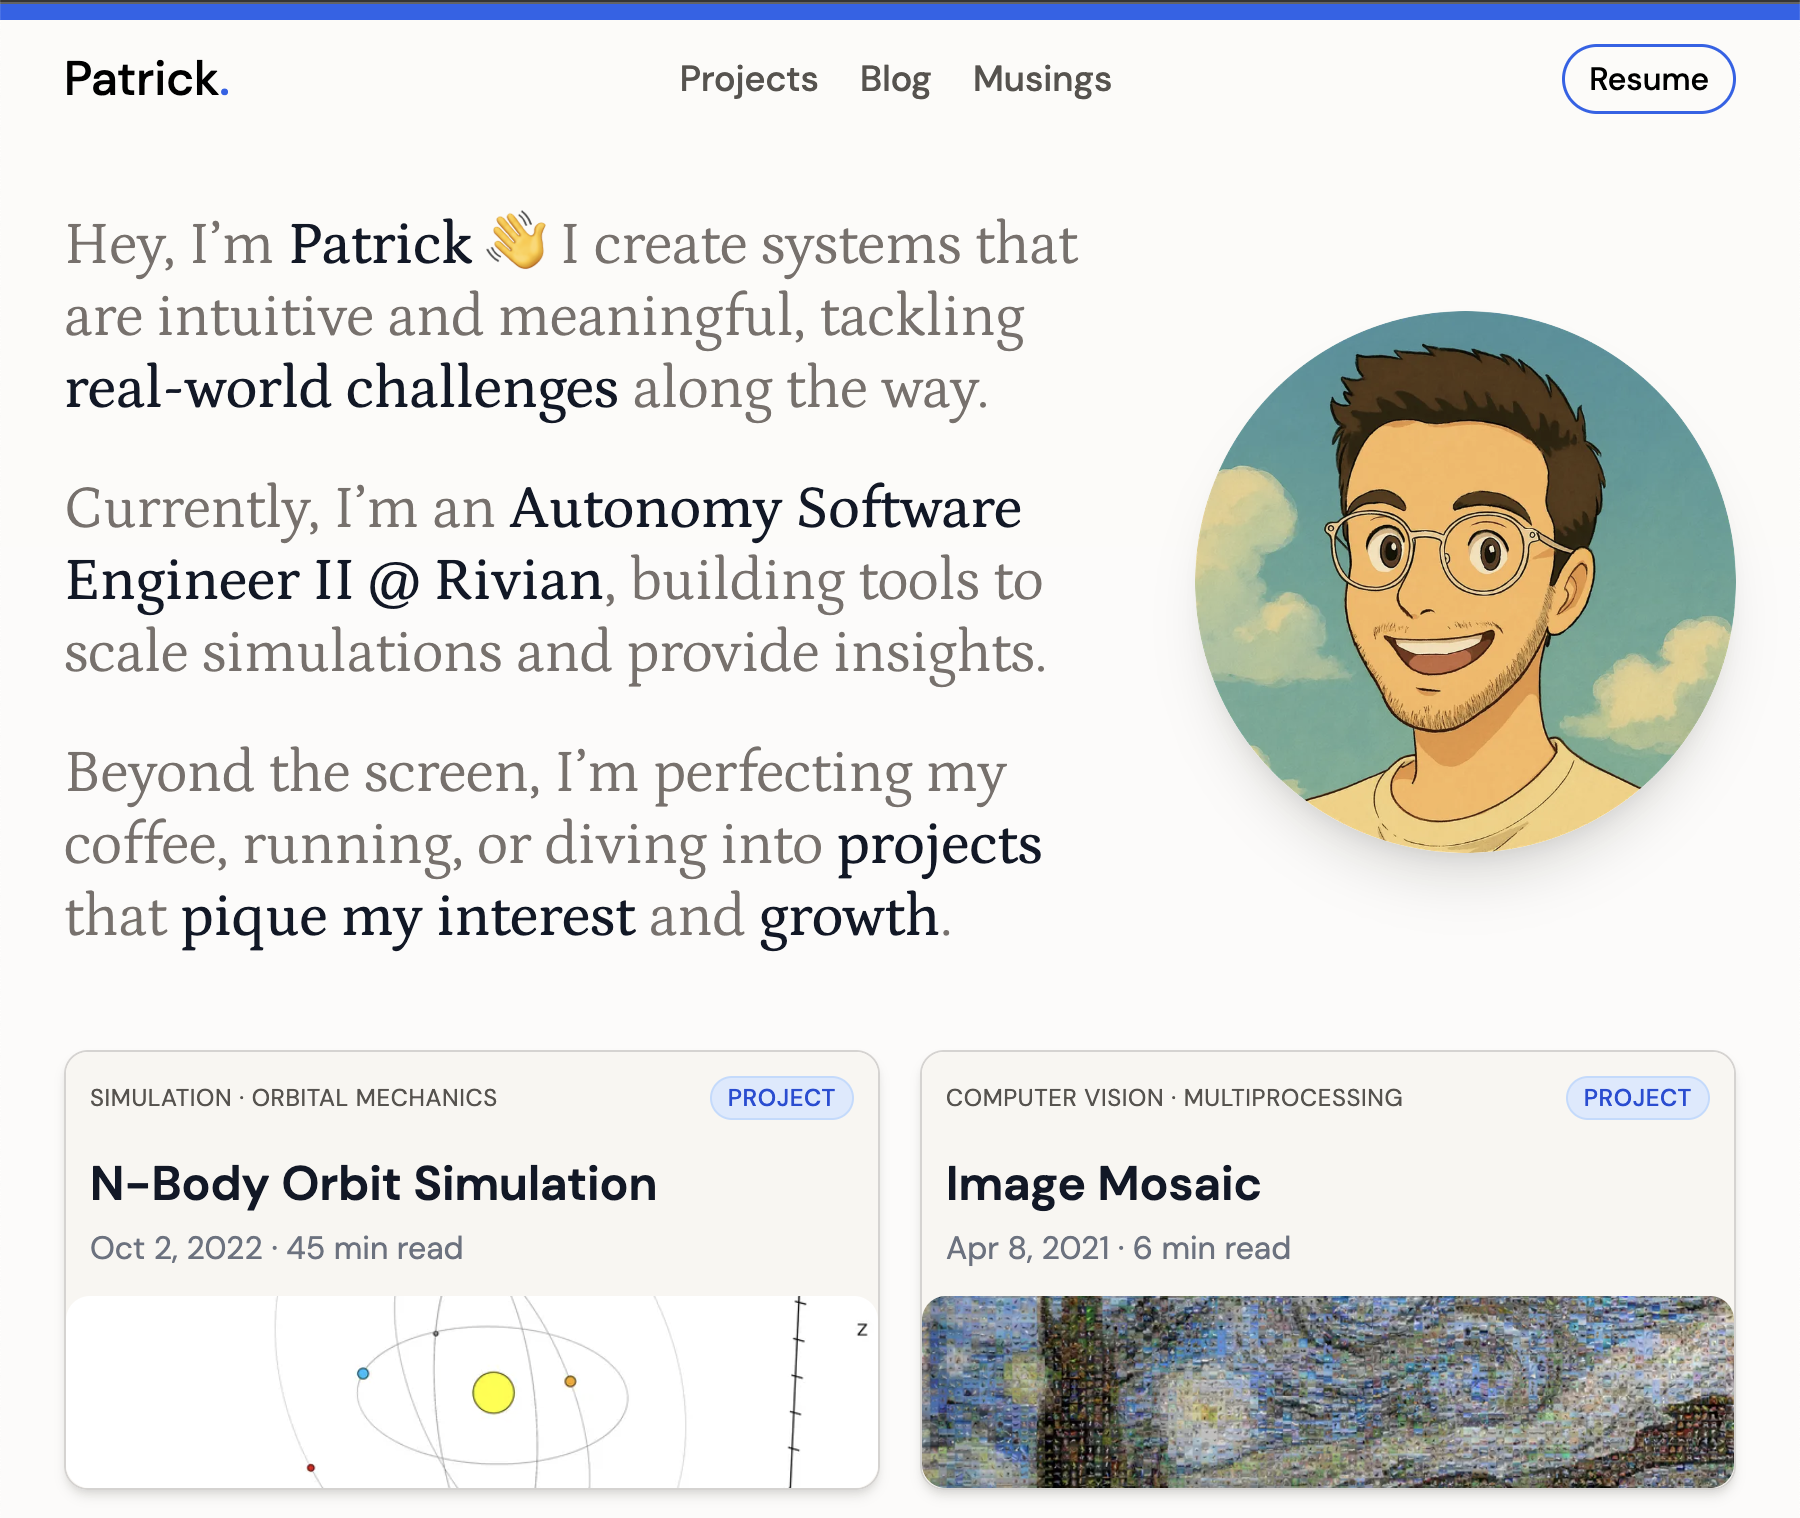 Patrick.
Projects Blog Musings
Resume
Hey, I’m Patrick 👋 I create systems that
are intuitive and meaningful, tackling
real-world challenges along the way.
Currently, I’m an Autonomy Software
Engineer II @ Rivian, building tools to
scale simulations and provide insights.
Beyond the screen, I’m perfecting my
coffee, running, or diving into projects
that pique my interest and growth.
SIMULATION · ORBITAL MECHANICS
PROJECT
N-Body Orbit Simulation
Oct 2, 2022 · 45 min read
z
COMPUTER VISION · MULTIPROCESSING
PROJECT
Image Mosaic
Apr 8, 2021 · 6 min read